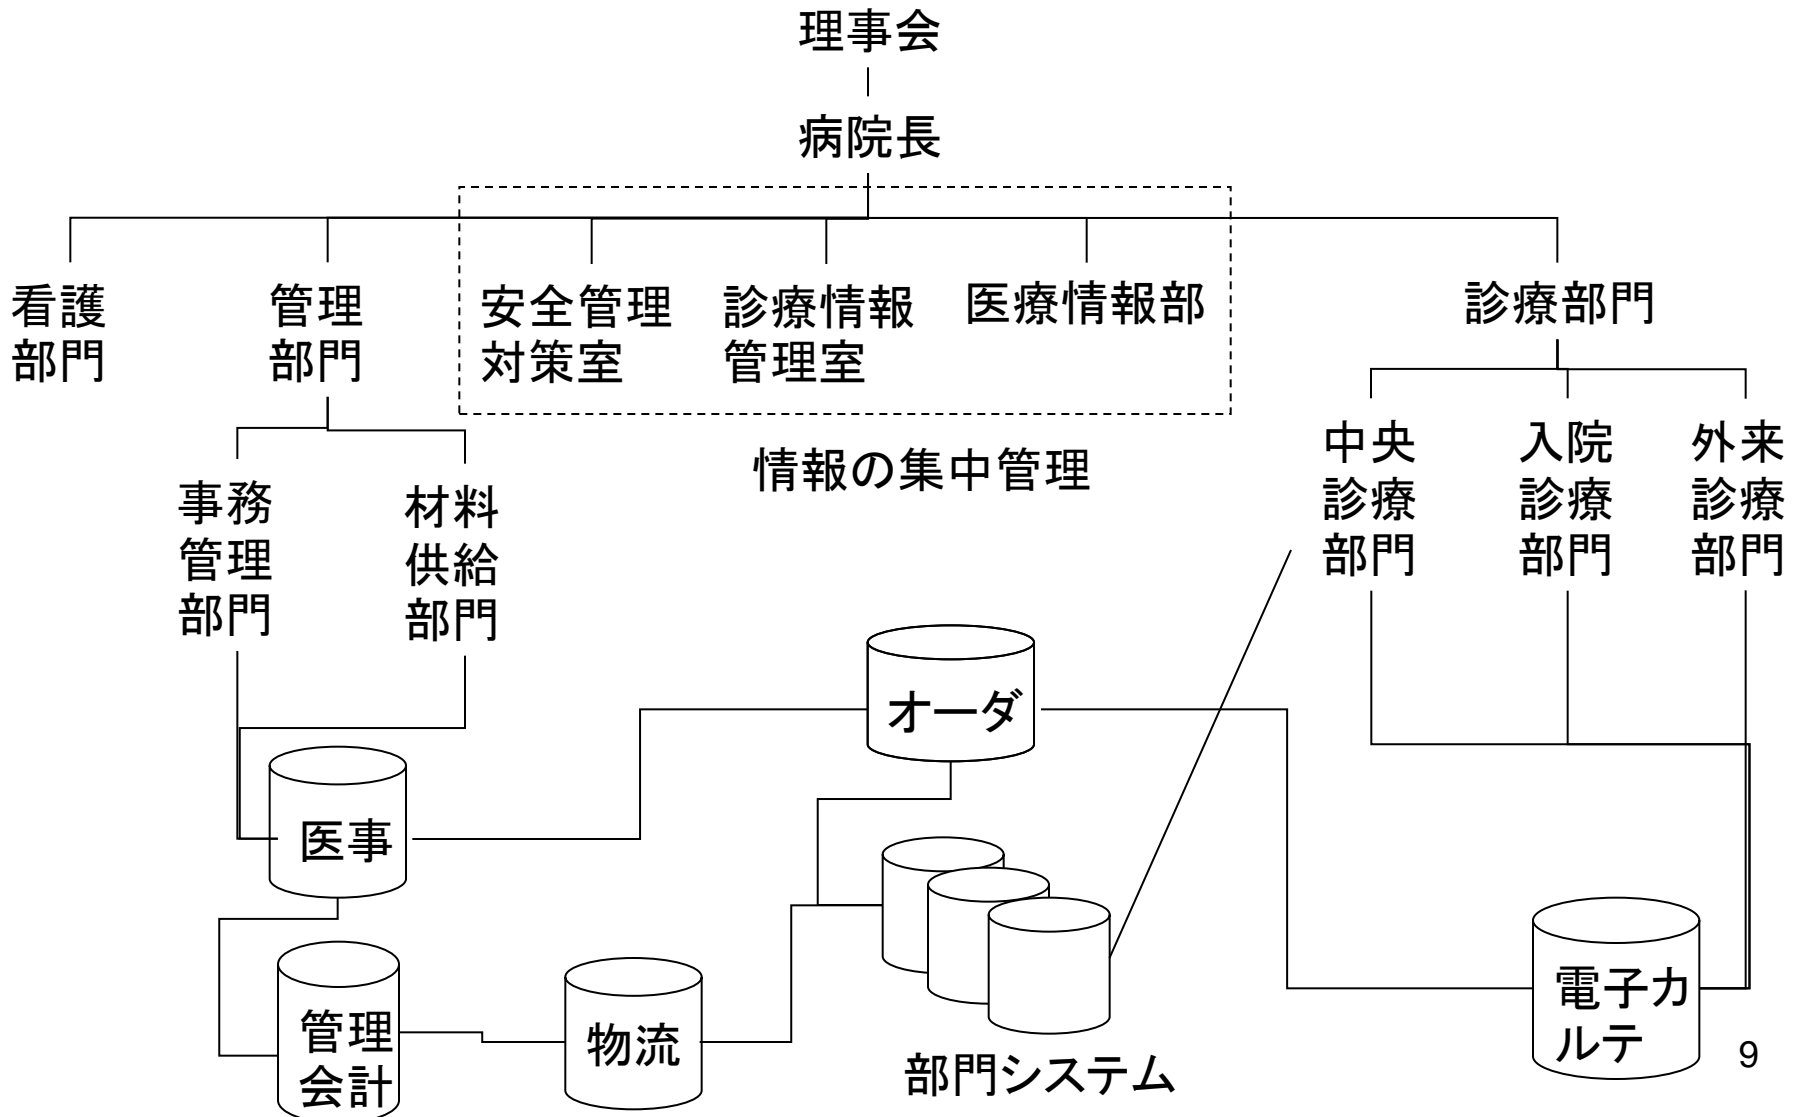 理事会
病院長
看護
部門
管理
部門
安全管理
対策室
診療情報
管理室
医療情報部
診療部門
情報の集中管理
事務
管理
部門
材料
供給
部門
中央
診療
部門
入院
診療
部門
外来
診療
部門
オーダ
医事
管理
会計
物流
部門システム
電子カ
ルテ
9